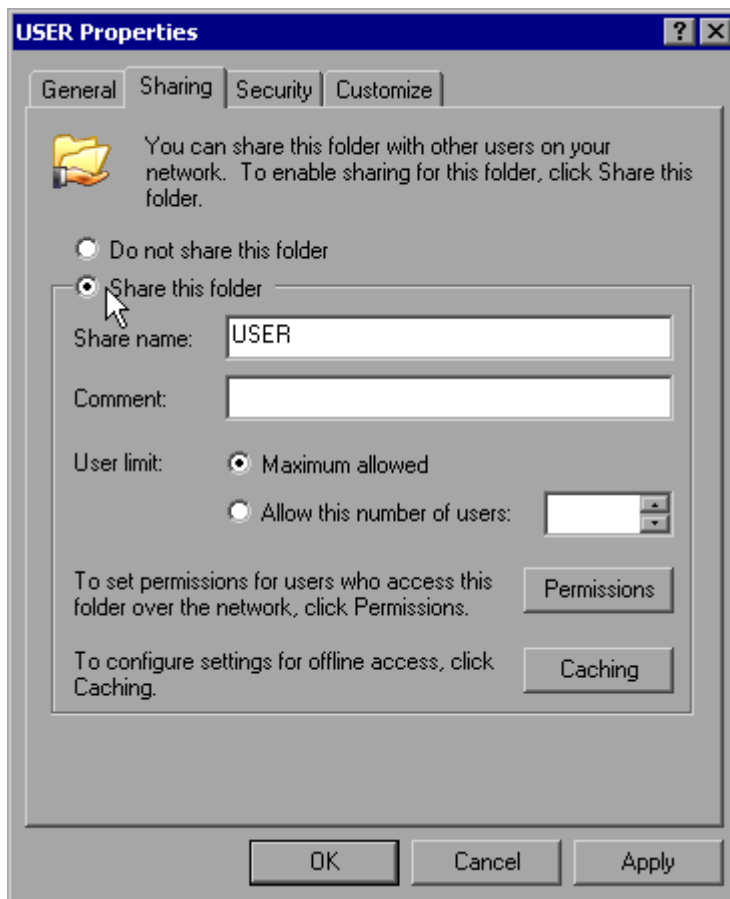 USER Properties
General Sharing Security Customize
You can share this folder with other users on your
network. To enable sharing for this folder, click Share this
folder.
Do not share this folder
Share this folder
Share name: USER
Comment:
User limit: Maximum allowed
Allow this number of users:
To set permissions for users who access this
folder over the network, click Permissions.
Permissions
To configure settings for offline access, click
Caching.
Caching
OK Cancel Apply